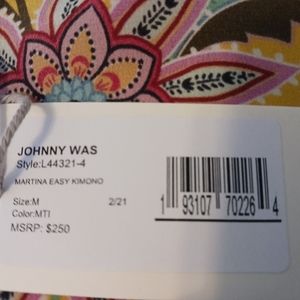 JOHNNY WAS
Style:L44321-4
MARTINA EASY KIMONO
Size:M 2/21
Color:MTI
MSRP: $250
1 93107 70226 4